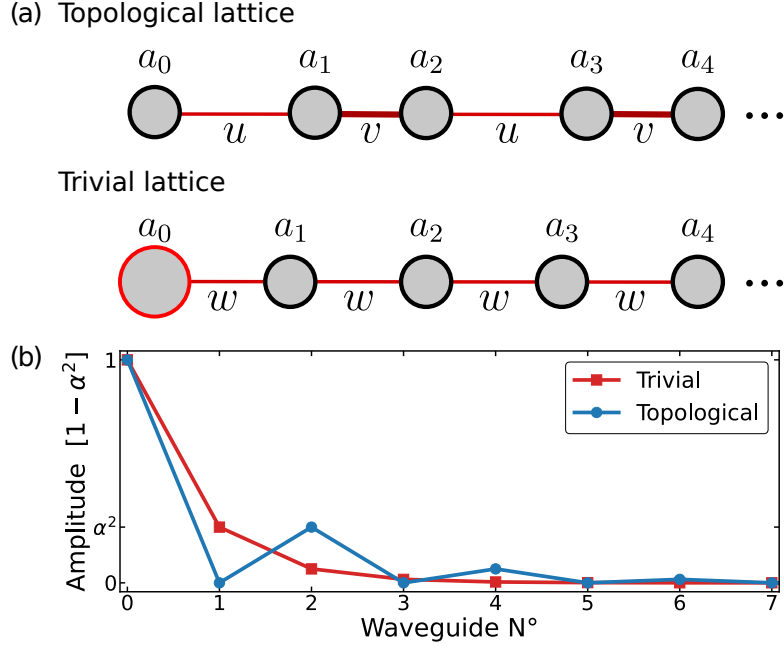 (a) Topological lattice
a₀ a₁ a₂ a₃ a₄
u v u v ...
Trivial lattice
a₀ a₁ a₂ a₃ a₄
w w w w ...
(b)
Amplitude [1 − α²]
1
α²
0
Trivial
Topological
0 1 2 3 4 5 6 7
Waveguide N°